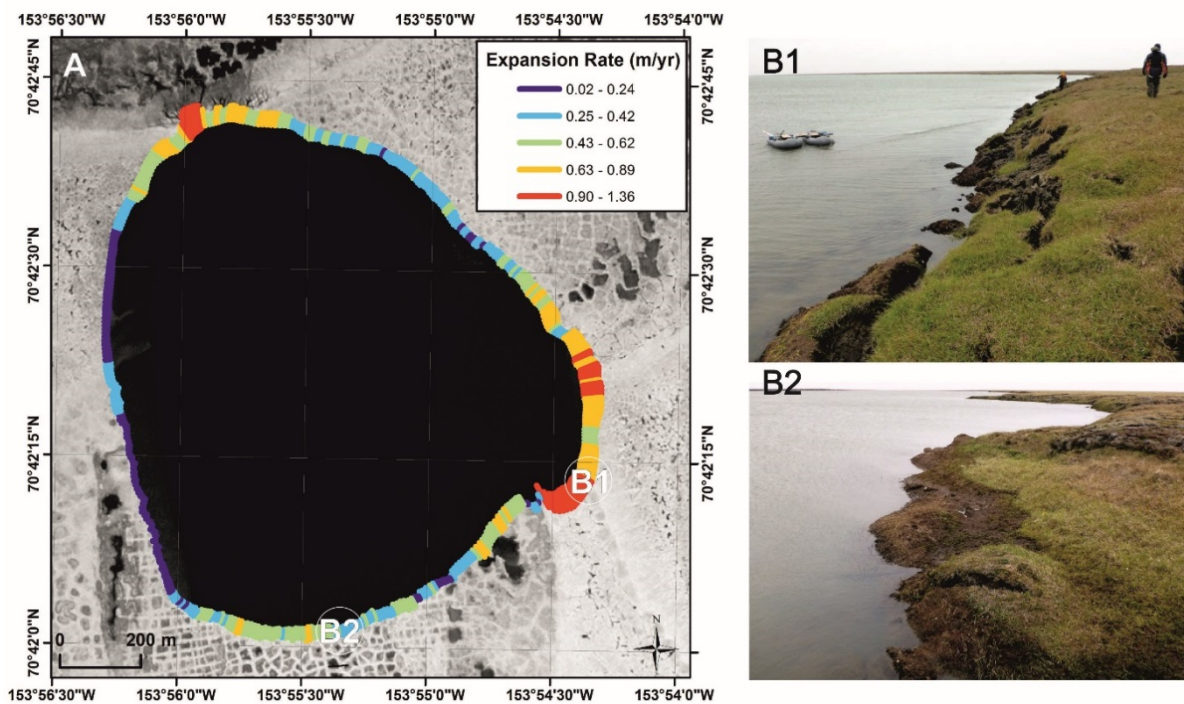 153°56'30"W 153°56'0"W 153°55'30"W 153°55'0"W 153°54'30"W 153°54'0"W
A
Expansion Rate (m/yr)
0.02 - 0.24
0.25 - 0.42
0.43 - 0.62
0.63 - 0.89
0.90 - 1.36
70°42'45"N
70°42'30"N
70°42'15"N
70°42'0"N
70°42'45"N
70°42'30"N
70°42'15"N
70°42'0"N
B1
B2
0 200 m
N
153°56'30"W 153°56'0"W 153°55'30"W 153°55'0"W 153°54'30"W 153°54'0"W
B1
B2